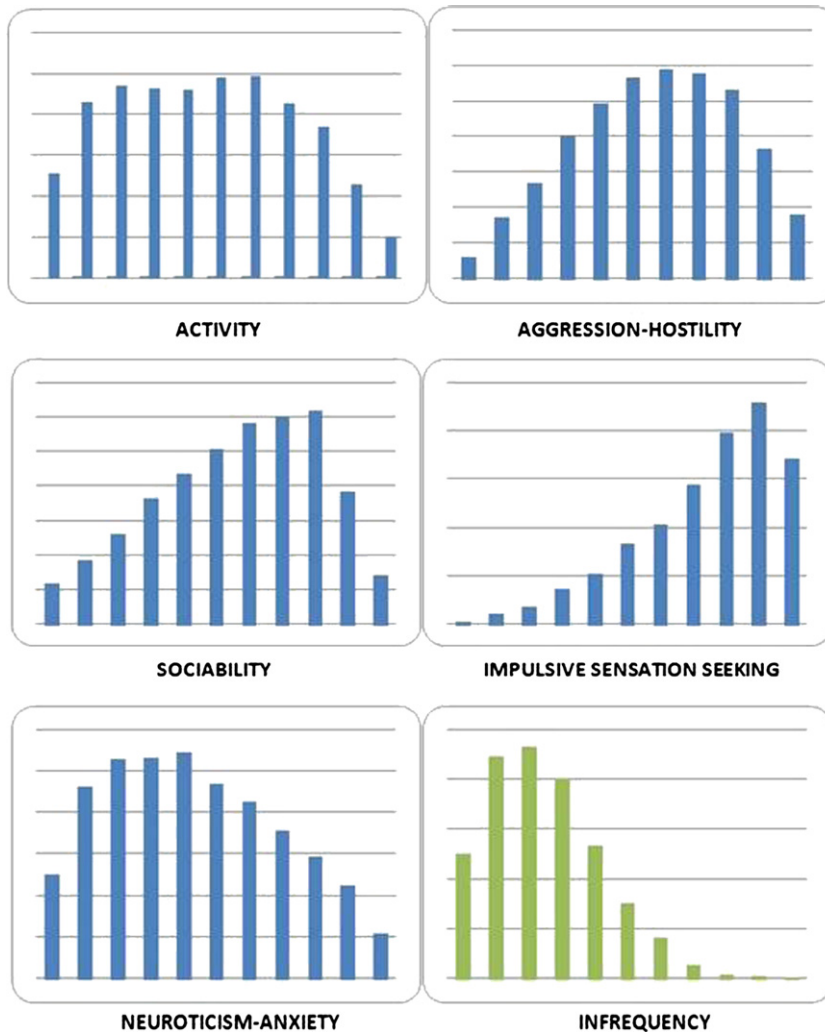 ACTIVITY
AGGRESSION-HOSTILITY
SOCIABILITY
IMPULSIVE SENSATION SEEKING
NEUROTICISM-ANXIETY
INFREQUENCY